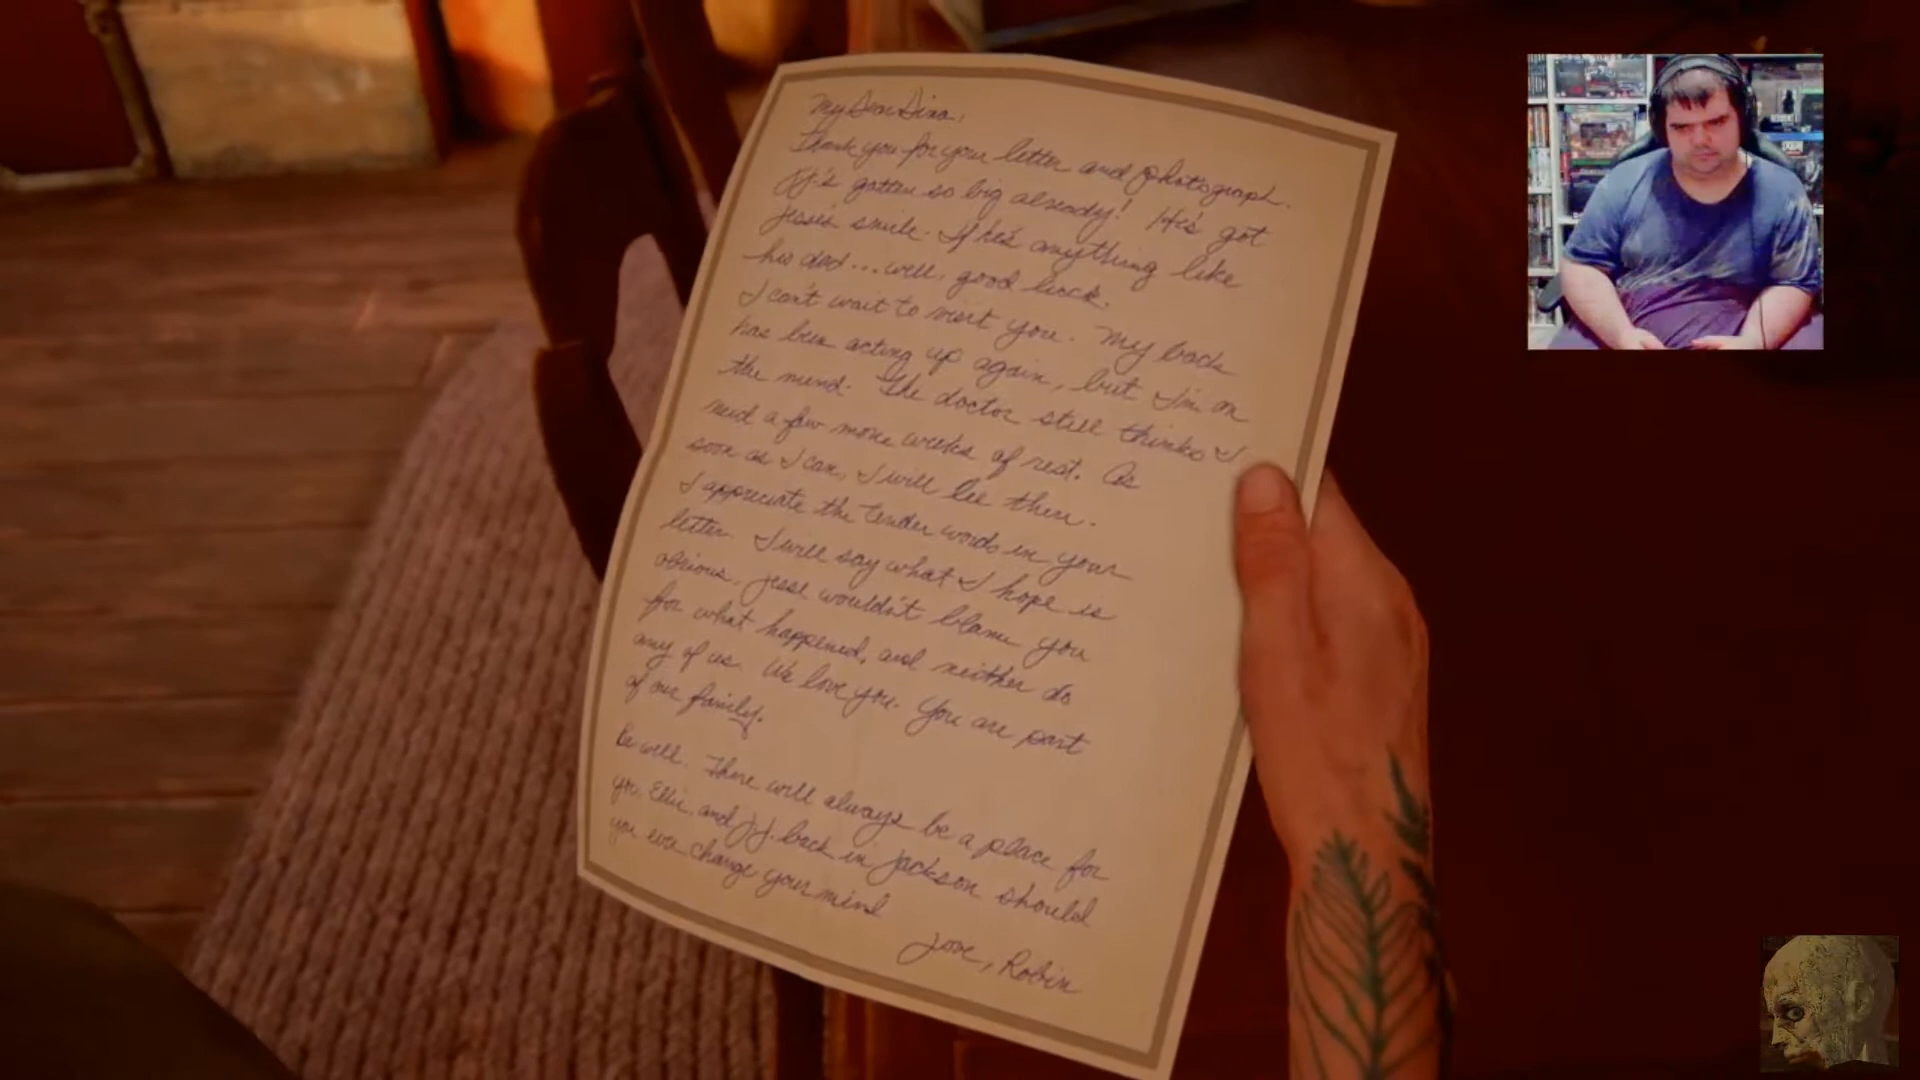 My Dear Dina,
Thank you for your letter and photograph.
JJ's gotten so big already! He's got
Jesse's smile. If he's anything like
his dad... well, good luck.
I can't wait to visit you. My back
has been acting up again, but I'm on
the mend. The doctor still thinks I
need a few more weeks of rest. As
soon as I can, I will be there.
I appreciate the tender words in your
letter. I will say what I hope is
obvious, Jesse wouldn't blame you
for what happened, and neither do
any of us. We love you. You are part
of our family.
Be well. There will always be a place for
you, Ellie, and J.J. back in Jackson should
you ever change your mind
Love, Robin